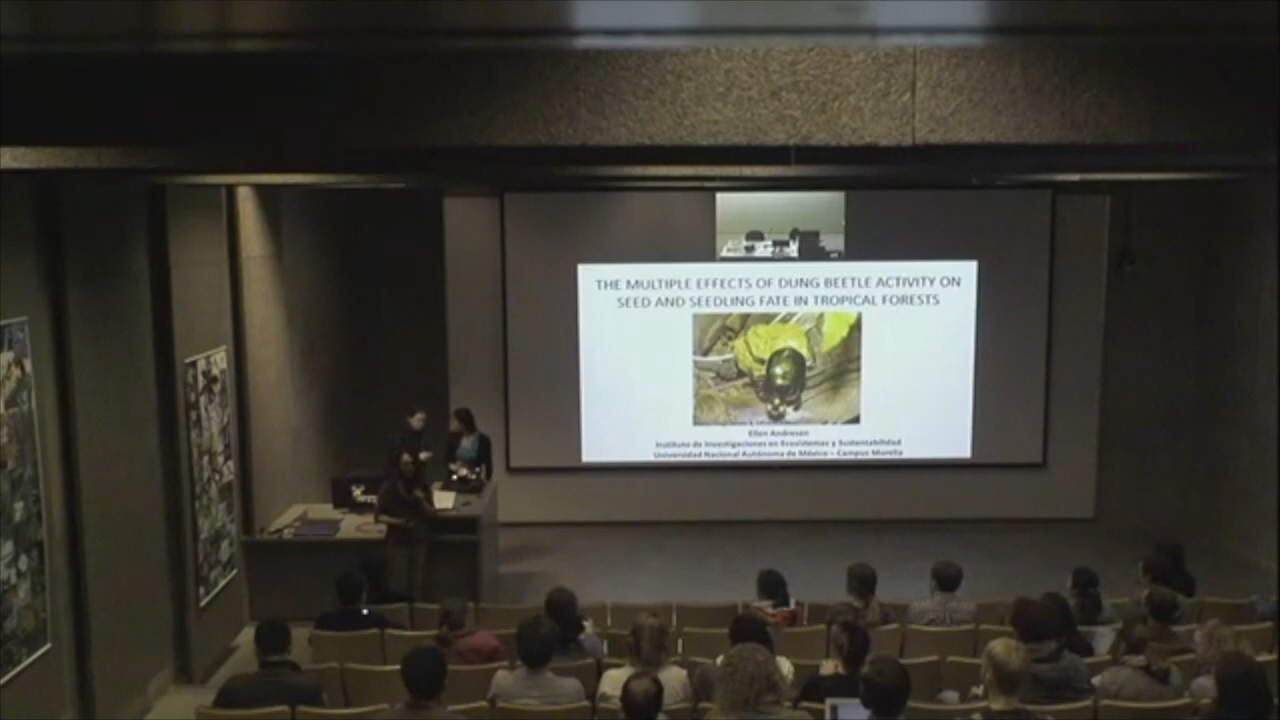 THE MULTIPLE EFFECTS OF DUNG BEETLE ACTIVITY ON
SEED AND SEEDLING FATE IN TROPICAL FORESTS
Ellen Andresen
Instituto de Investigaciones en Ecosistemas y Sustentabilidad
Universidad Nacional Autónoma de México – Campus Morelia